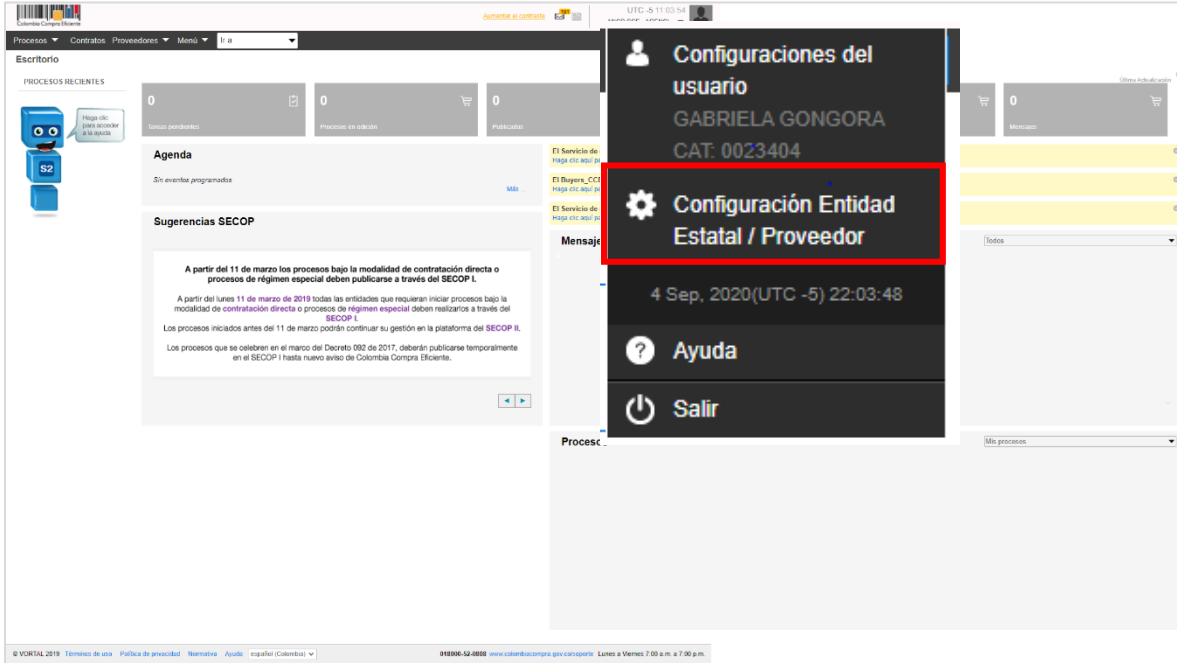 Colombia Compra Eficiente
Aumentar el contraste
UTC -5 11:03:54
Procesos Contratos Proveedores Menú Ir a
Escritorio
PROCESOS RECIENTES
Última Actualización
Haga clic
para acceder
a la ayuda
S2
0
Tareas pendientes
0
Procesos en edición
0
Publicados
0
Mensajes
Agenda
Sin eventos programados
Más ...
El Servicio de
Haga clic aquí pa
El Buyers_CCE
Haga clic aquí pa
El Servicio de
Haga clic aquí pa
Sugerencias SECOP
A partir del 11 de marzo los procesos bajo la modalidad de contratación directa o
procesos de régimen especial deben publicarse a través del SECOP I.
A partir del lunes 11 de marzo de 2019 todas las entidades que requieran iniciar procesos bajo la
modalidad de contratación directa o procesos de régimen especial deben realizarlos a través del
SECOP I.
Los procesos iniciados antes del 11 de marzo podrán continuar su gestión en la plataforma del SECOP II.
Los procesos que se celebren en el marco del Decreto 092 de 2017, deberán publicarse temporalmente
en el SECOP I hasta nuevo aviso de Colombia Compra Eficiente.
Mensaje
Todos
Proceso
Mis procesos
Configuraciones del
usuario
GABRIELA GONGORA
CAT: 0023404
Configuración Entidad
Estatal / Proveedor
4 Sep, 2020(UTC -5) 22:03:48
? Ayuda
Salir
© VORTAL 2019 Términos de uso Política de privacidad Normativa Ayuda español (Colombia) 018000-52-0808 www.colombiacompra.gov.co/soporte Lunes a Viernes 7:00 a.m. a 7:00 p.m.